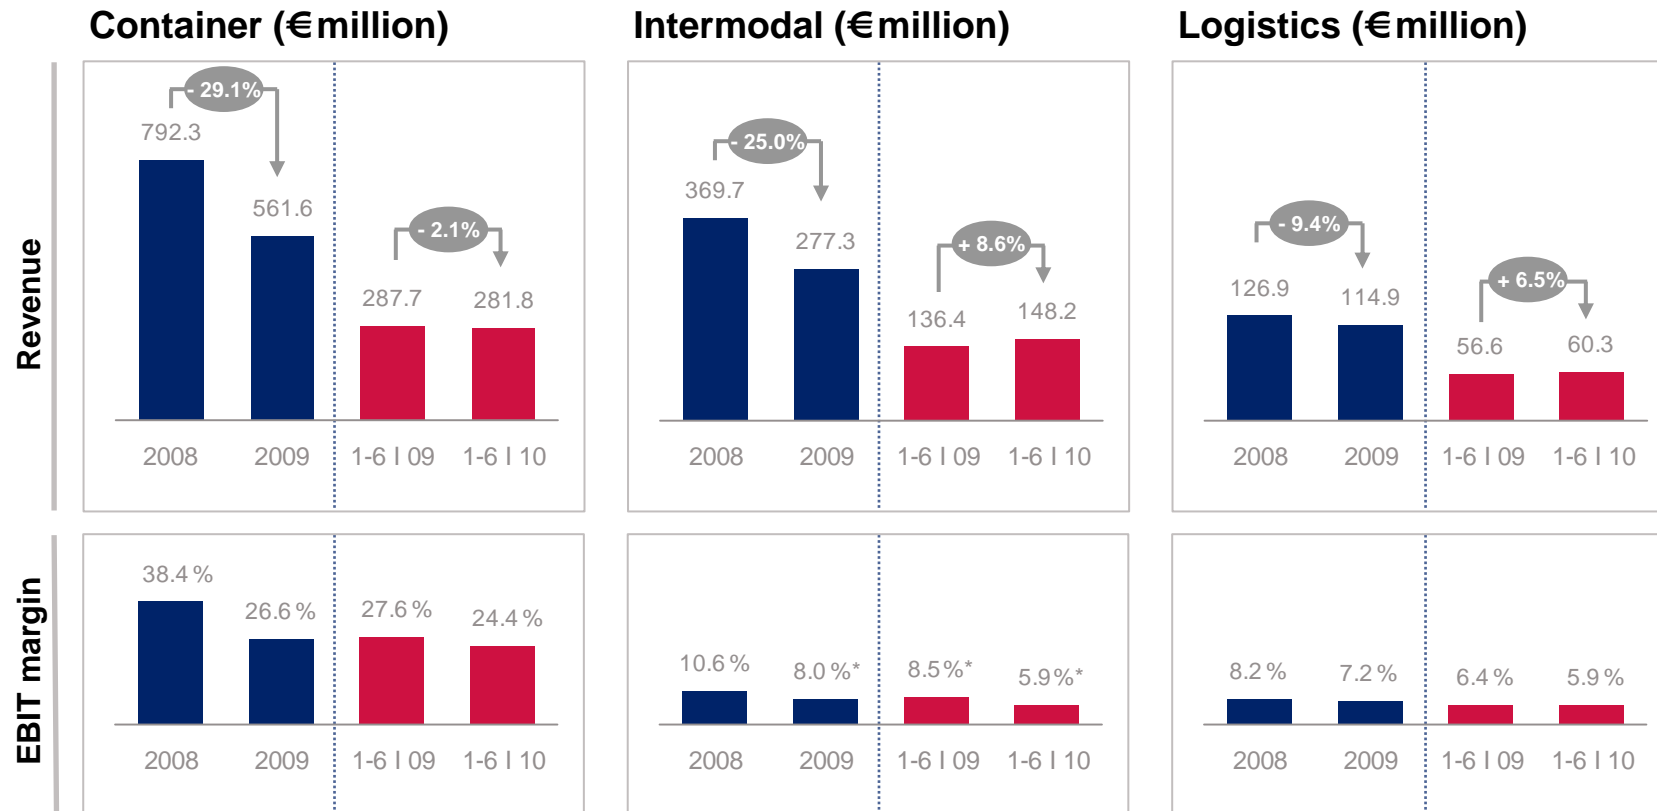 Container (€million)
Intermodal (€million)
Logistics (€million)
Revenue
- 29.1%
792.3
561.6
- 2.1%
287.7
281.8
2008
2009
1-6 I 09
1-6 I 10
- 25.0%
369.7
277.3
+ 8.6%
136.4
148.2
2008
2009
1-6 I 09
1-6 I 10
- 9.4%
126.9
114.9
+ 6.5%
56.6
60.3
2008
2009
1-6 I 09
1-6 I 10
EBIT margin
38.4 %
26.6 %
27.6 %
24.4 %
2008
2009
1-6 I 09
1-6 I 10
10.6 %
8.0 %*
8.5 %*
5.9 %*
2008
2009
1-6 I 09
1-6 I 10
8.2 %
7.2 %
6.4 %
5.9 %
2008
2009
1-6 I 09
1-6 I 10